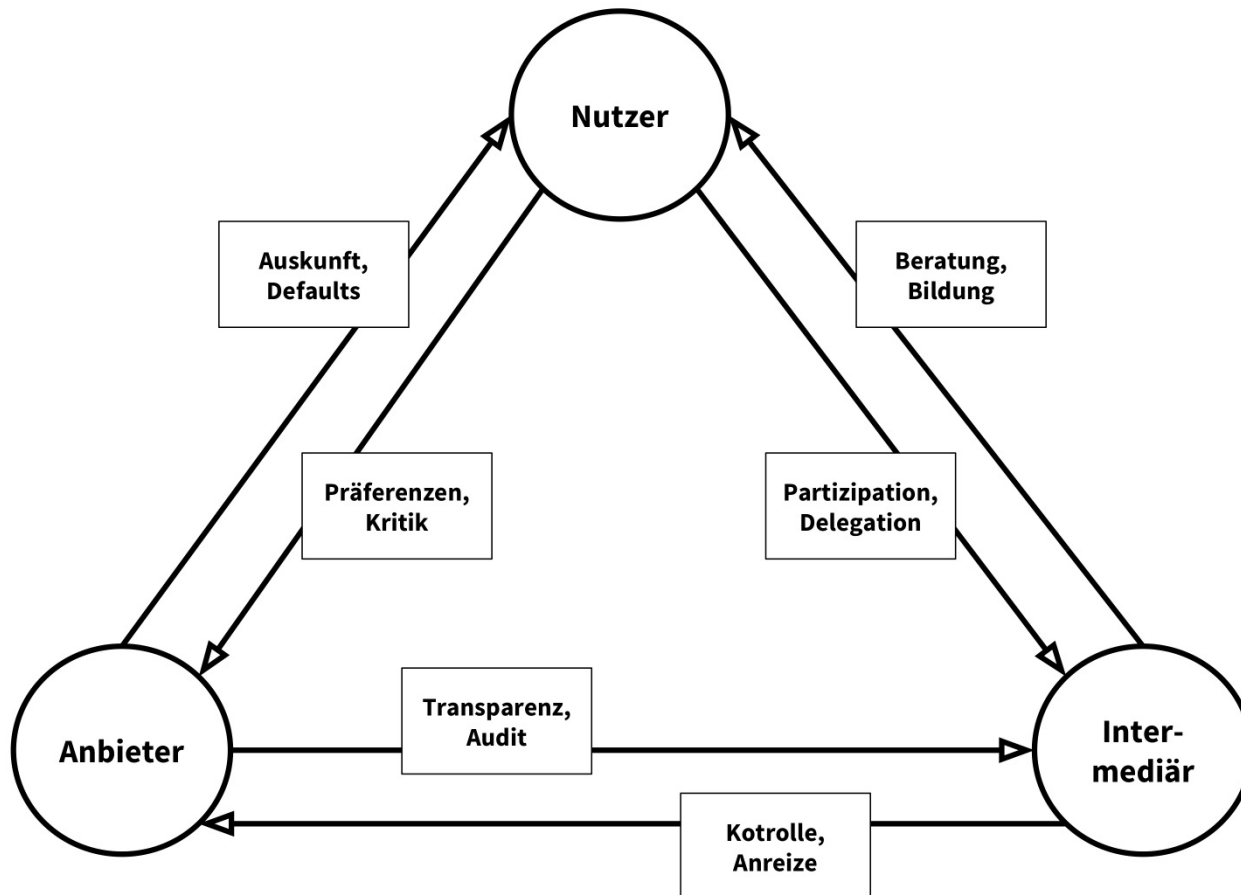 Nutzer
Auskunft,
Defaults
Beratung,
Bildung
Präferenzen,
Kritik
Partizipation,
Delegation
Anbieter
Transparenz,
Audit
Inter-
mediär
Kotrolle,
Anreize